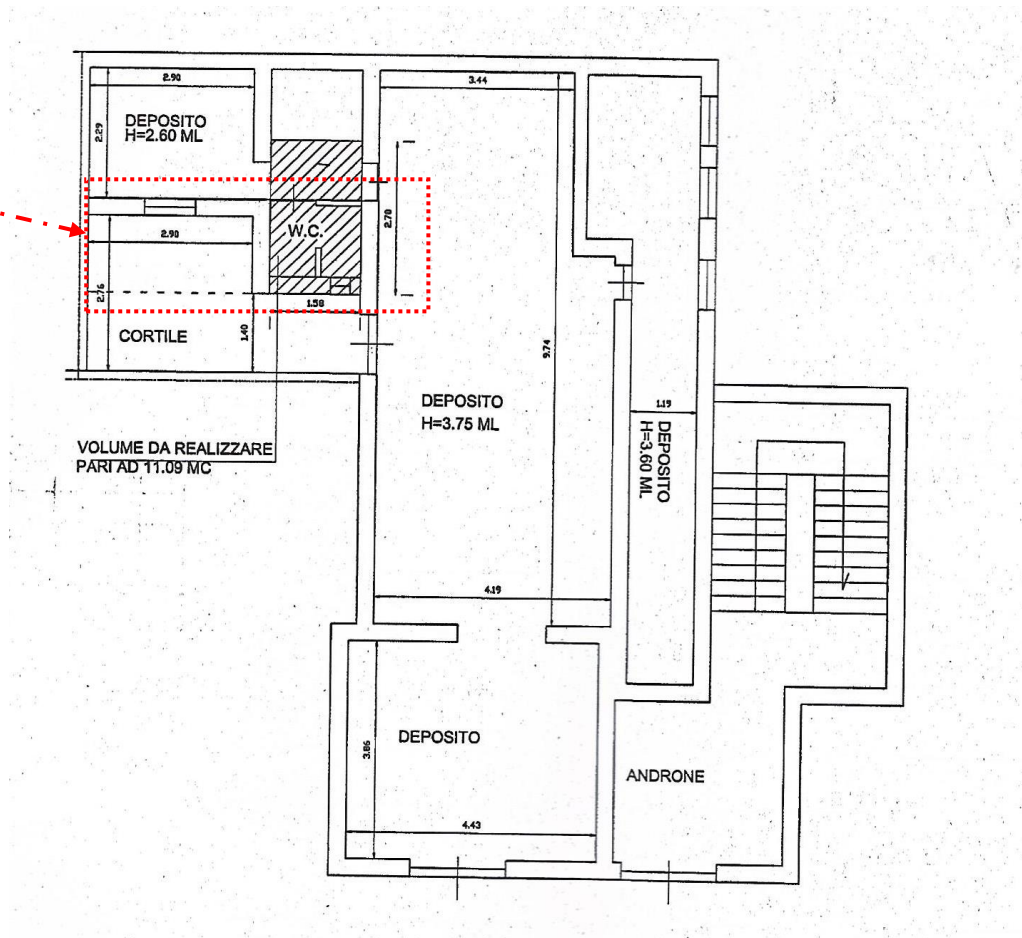 2.90
3.44
DEPOSITO
H=2.60 ML
2.29
2.70
W.C.
2.90
2.76
1.58
1.40
CORTILE
9.74
DEPOSITO
H=3.75 ML
1.19
DEPOSITO
H=3.60 ML
VOLUME DA REALIZZARE
PARI AD 11.09 MC
4.19
3.86
DEPOSITO
ANDRONE
4.43